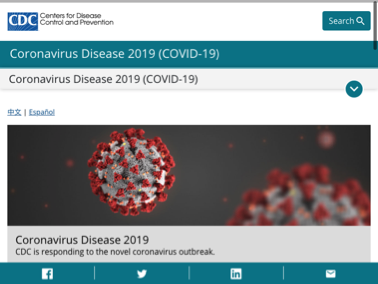 CDC Centers for Disease
Control and Prevention
Search
Coronavirus Disease 2019 (COVID-19)
Coronavirus Disease 2019 (COVID-19)
中文 | Español
Coronavirus Disease 2019
CDC is responding to the novel coronavirus outbreak.